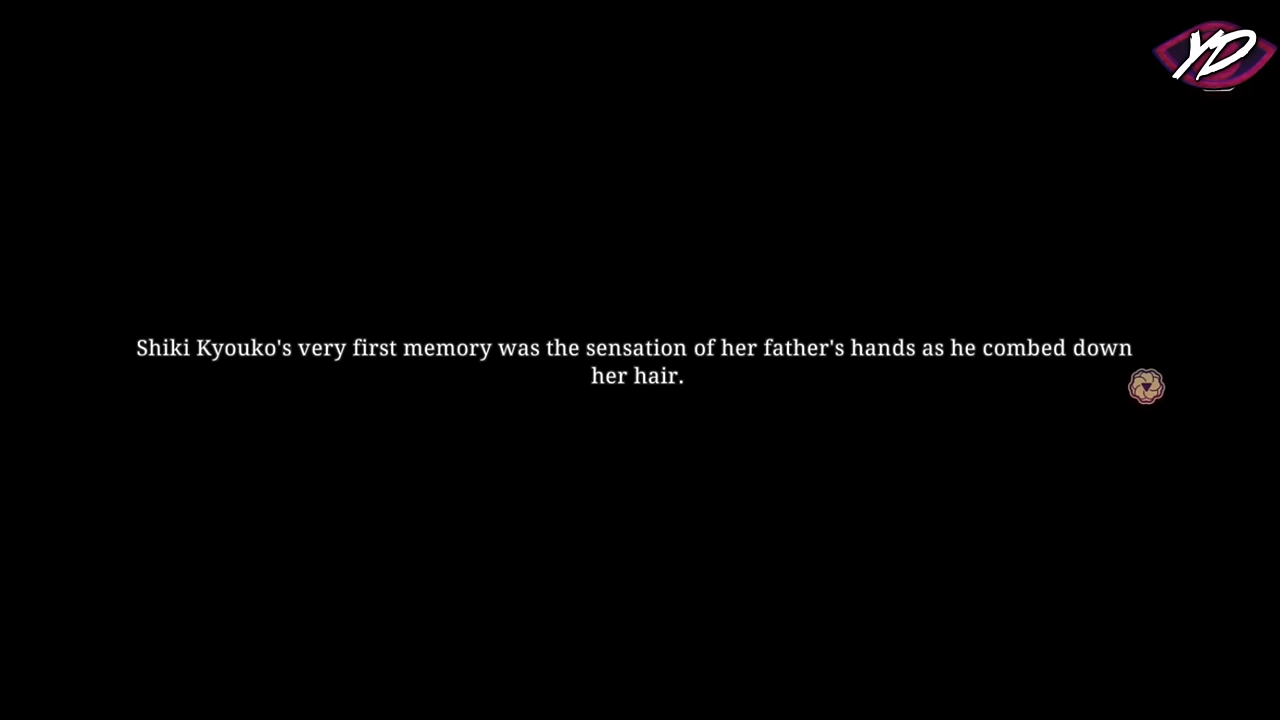 YD
Shiki Kyouko's very first memory was the sensation of her father's hands as he combed down
her hair.